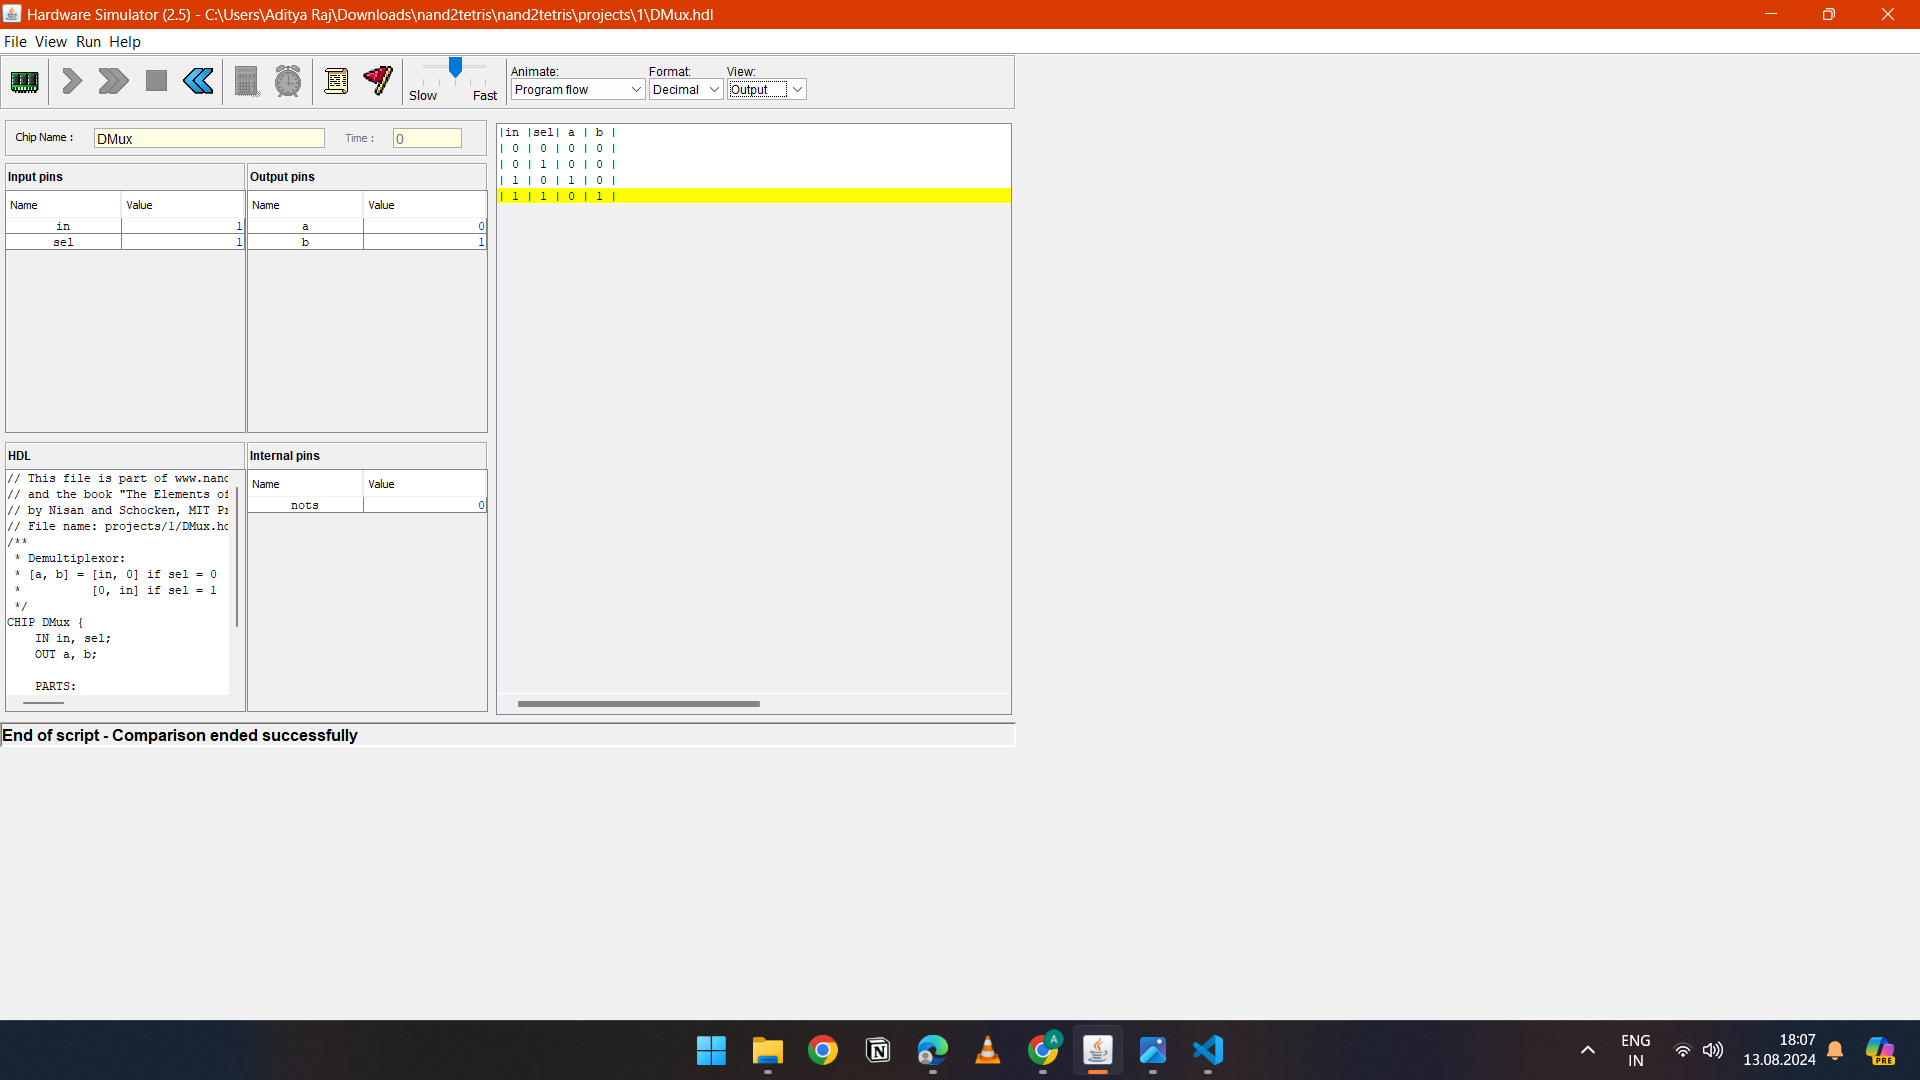 Hardware Simulator (2.5) - C:\Users\Aditya Raj\Downloads\nand2tetris\nand2tetris\projects\1\DMux.hdl
File View Run Help
Slow Fast
Animate: Format: View:
Program flow Decimal Output
Chip Name : DMux Time : 0
Input pins
Name Value
in 1
sel 1
Output pins
Name Value
a 0
b 1
|in |sel| a | b |
| 0 | 0 | 0 | 0 |
| 0 | 1 | 0 | 0 |
| 1 | 0 | 1 | 0 |
| 1 | 1 | 0 | 1 |
HDL
// This file is part of www.nand
// and the book "The Elements of
// by Nisan and Schocken, MIT Pr
// File name: projects/1/DMux.hd
/**
* Demultiplexor:
* [a, b] = [in, 0] if sel = 0
* [0, in] if sel = 1
*/
CHIP DMux {
IN in, sel;
OUT a, b;
PARTS:
Internal pins
Name Value
nots 0
End of script - Comparison ended successfully
A
ENG
IN
18:07
13.08.2024
PRE